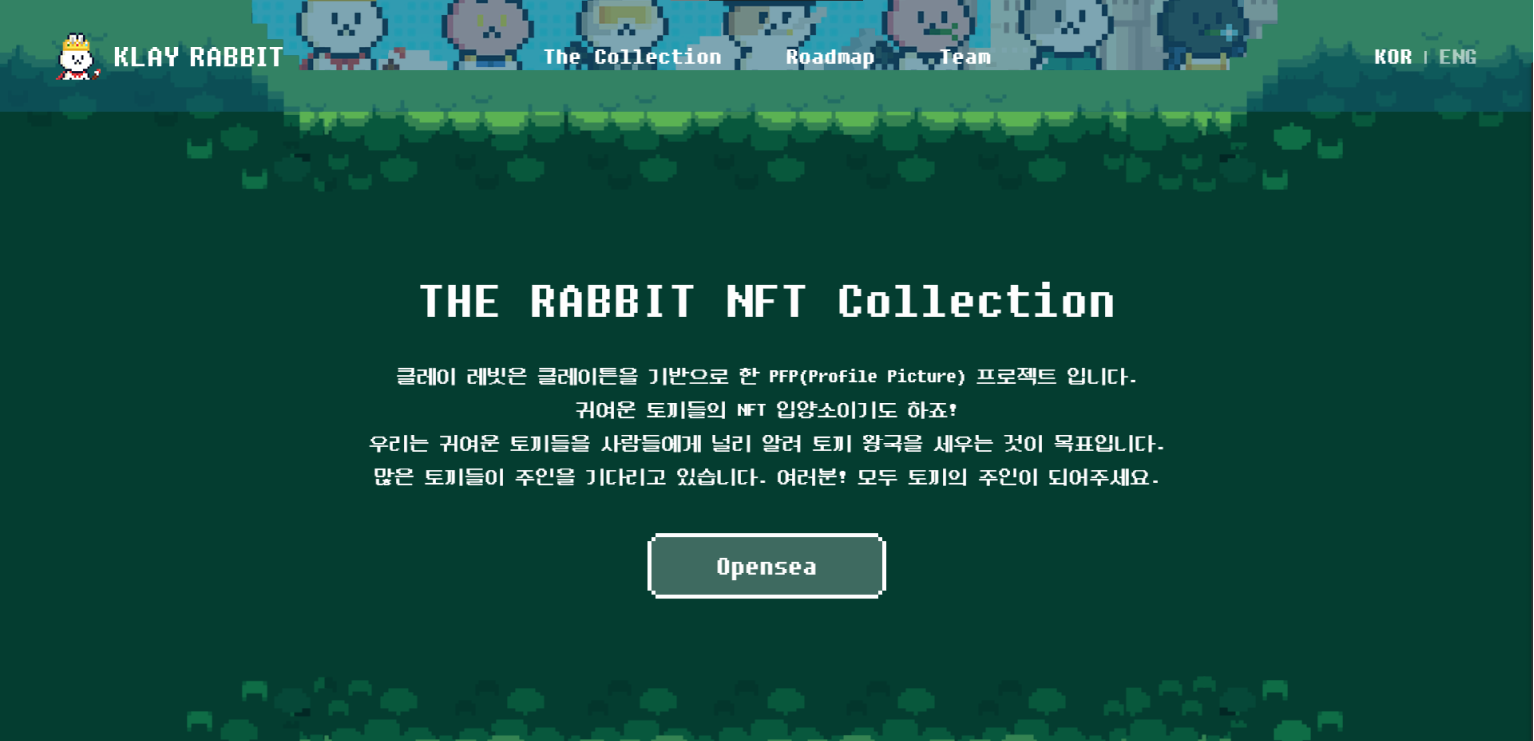 KLAY RABBIT
The Collection
Roadmap
Team
KOR | ENG
THE RABBIT NFT Collection
클레이 레빗은 클레이튼을 기반으로 한 PFP(Profile Picture) 프로젝트 입니다.
귀여운 토끼들의 NFT 입양소이기도 하죠!
우리는 귀여운 토끼들을 사람들에게 널리 알려 토끼 왕국을 세우는 것이 목표입니다.
많은 토끼들이 주인을 기다리고 있습니다. 여러분! 모두 토끼의 주인이 되어주세요.
Opensea